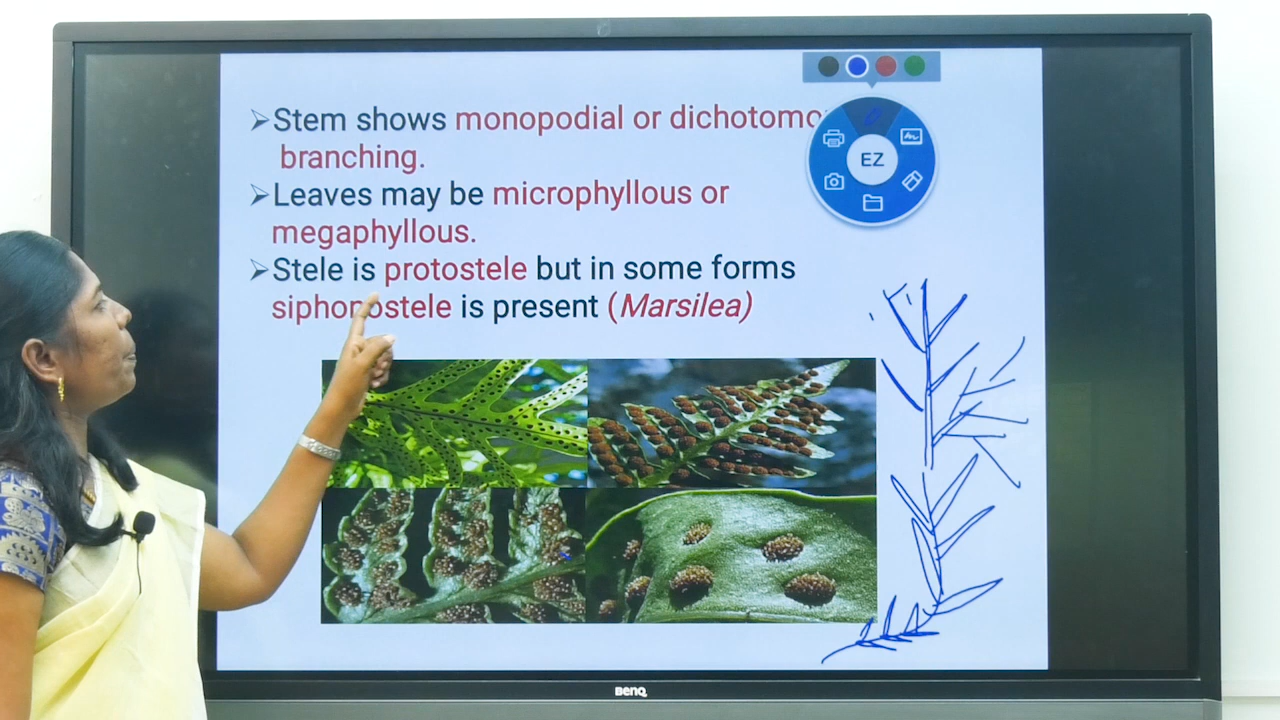 ➢Stem shows monopodial or dichotomo
branching.
➢Leaves may be microphyllous or
megaphyllous.
➢Stele is protostele but in some forms
siphonostele is present (Marsilea)
EZ
BenQ